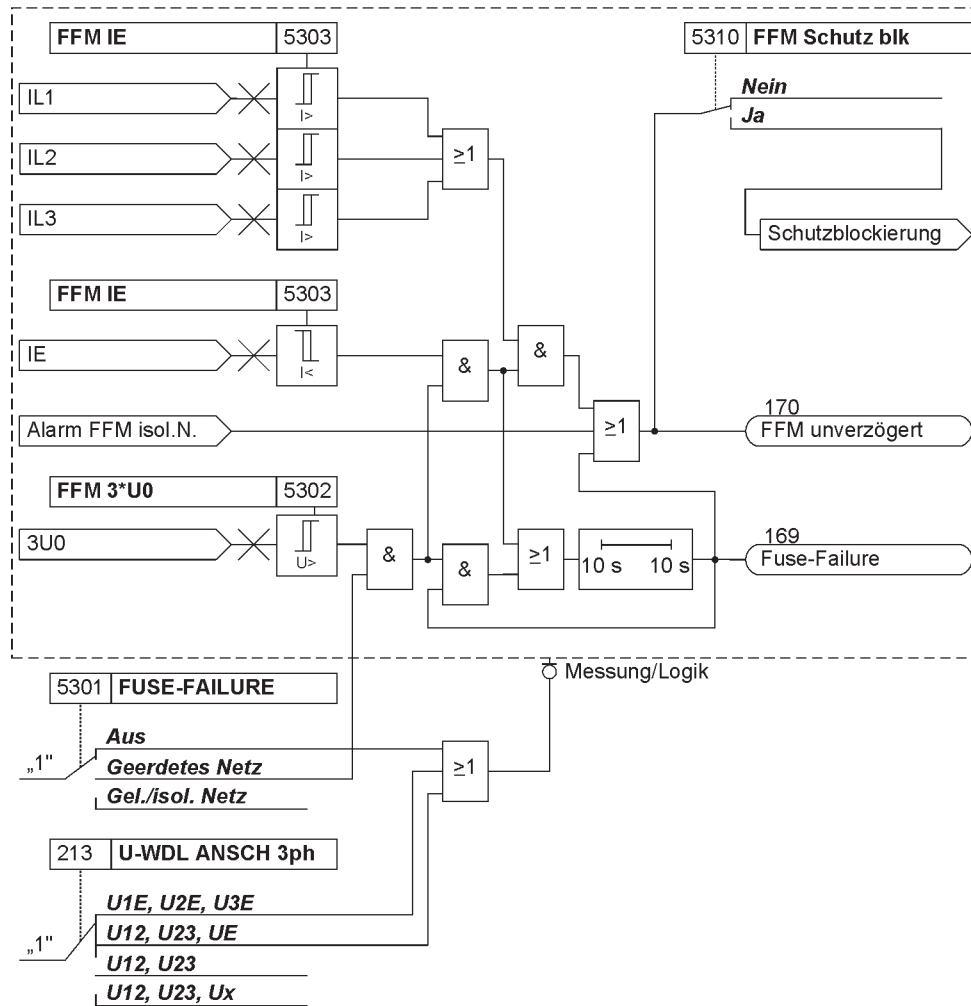 FFM IE 5303
5310 FFM Schutz blk
IL1
I>
Nein
Ja
IL2
I>
≥1
IL3
I>
Schutzblockierung
FFM IE 5303
IE
I<
&
&
Alarm FFM isol.N.
≥1
170
FFM unverzögert
FFM 3*U0 5302
3U0
U>
&
&
≥1
10 s 10 s
169
Fuse-Failure
Messung/Logik
5301 FUSE-FAILURE
„1"
Aus
Geerdetes Netz
Gel./isol. Netz
≥1
213 U-WDL ANSCH 3ph
„1"
U1E, U2E, U3E
U12, U23, UE
U12, U23
U12, U23, Ux